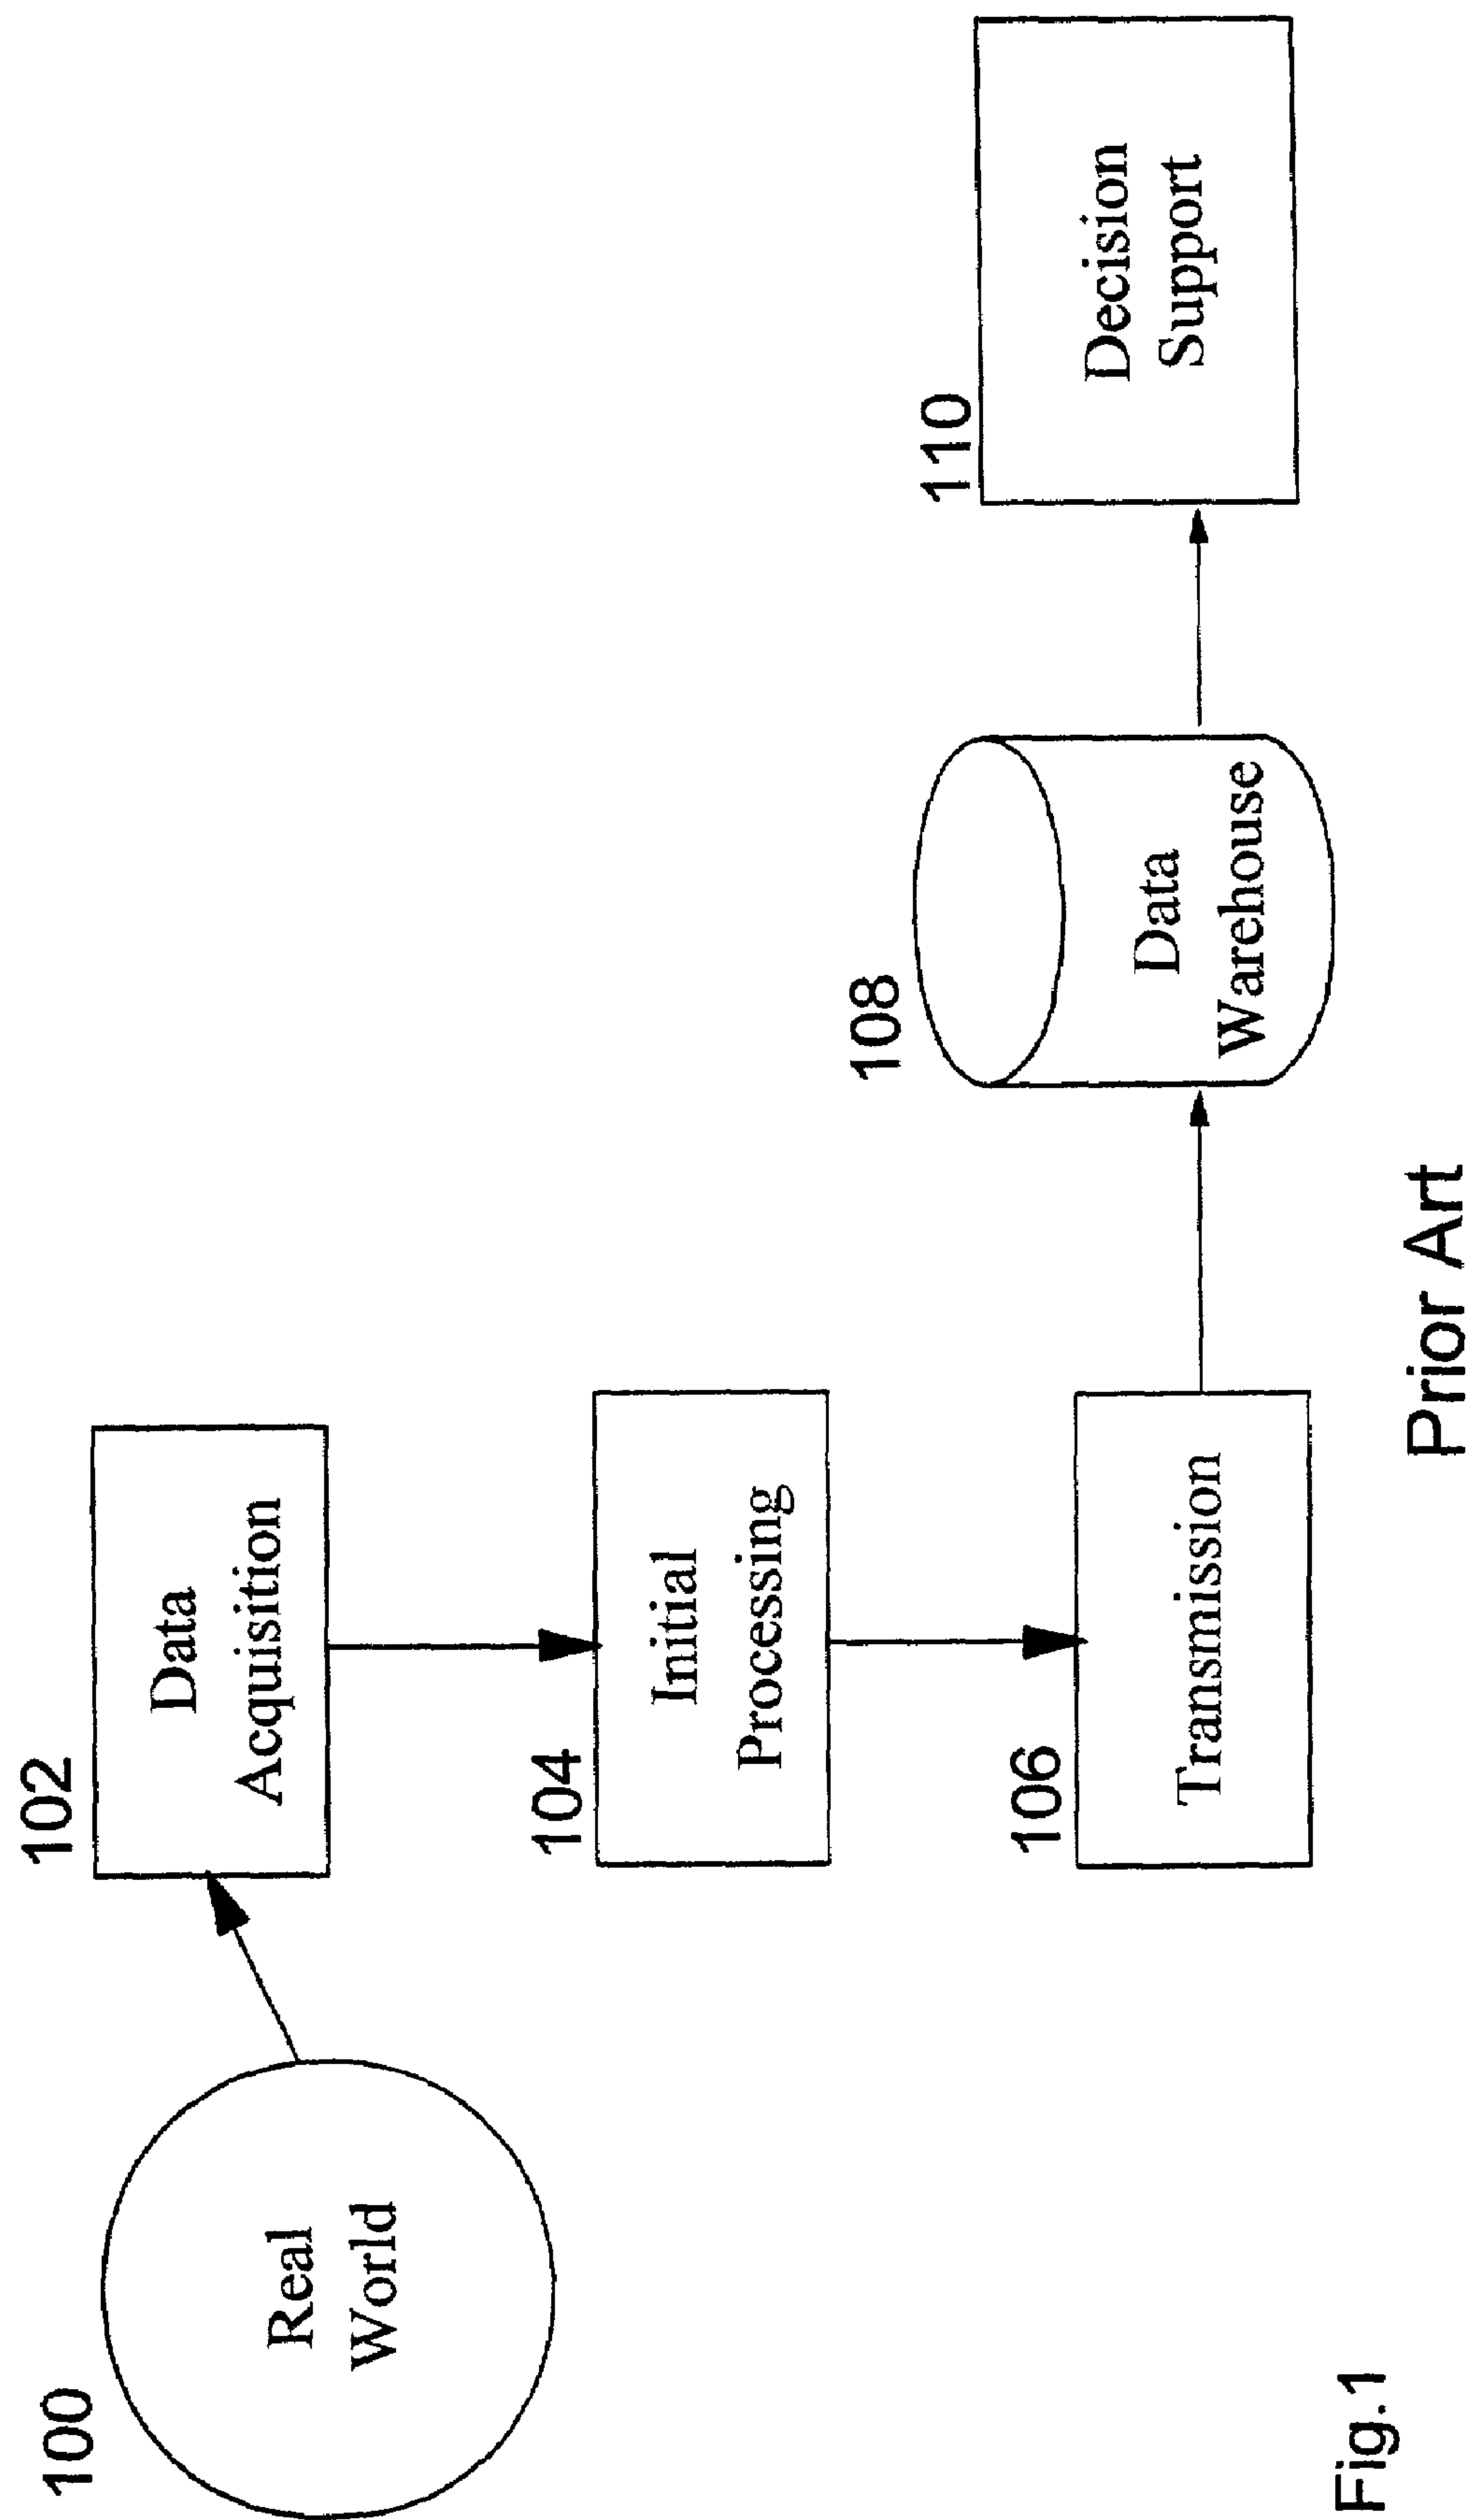 100
Real
World
102
Data
Acquisition
104
Initial
Processing
106
Transmission
108
Data
Warehouse
110
Decision
Support
Fig.1
Prior Art